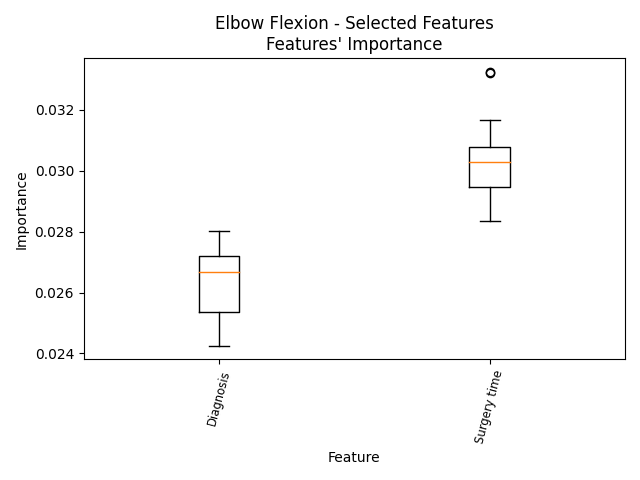 Elbow Flexion - Selected Features
Features' Importance
0.032
0.030
0.028
0.026
0.024
Importance
Diagnosis
Surgery time
Feature